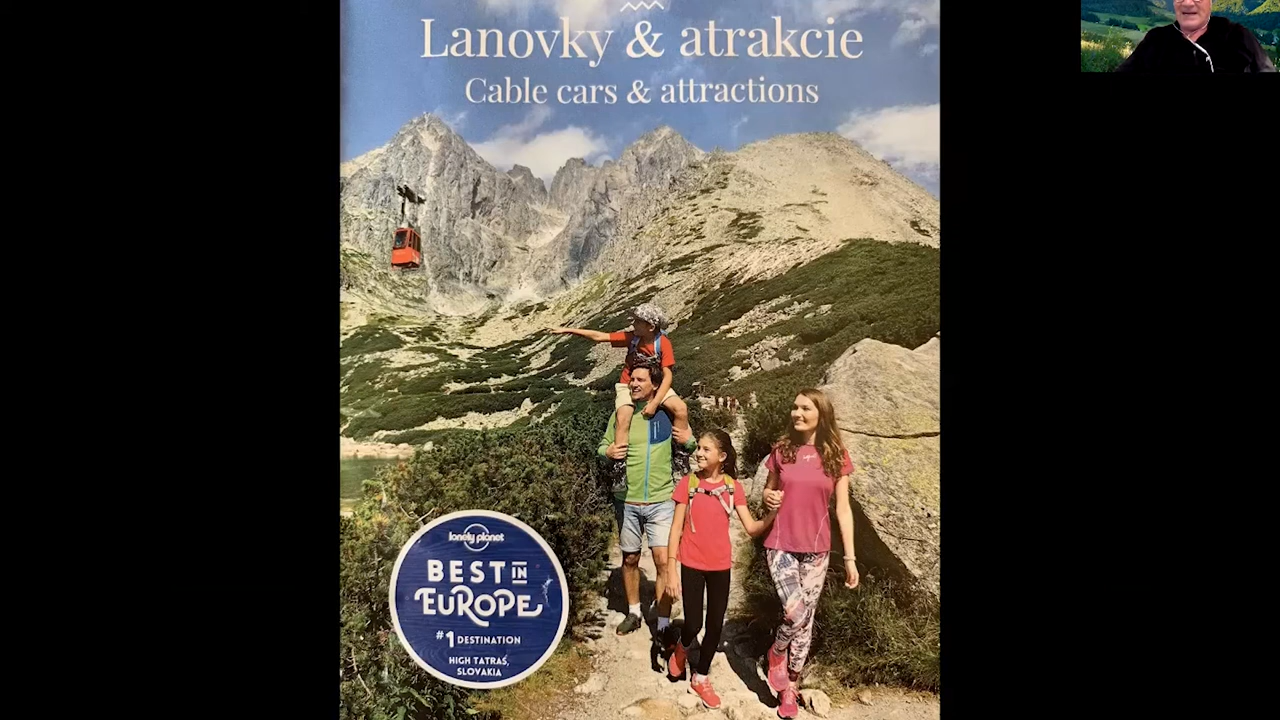 Lanovky & atrakcie
Cable cars & attractions
lonely planet
BEST IN
EUROPE
#1 DESTINATION
HIGH TATRAS,
SLOVAKIA